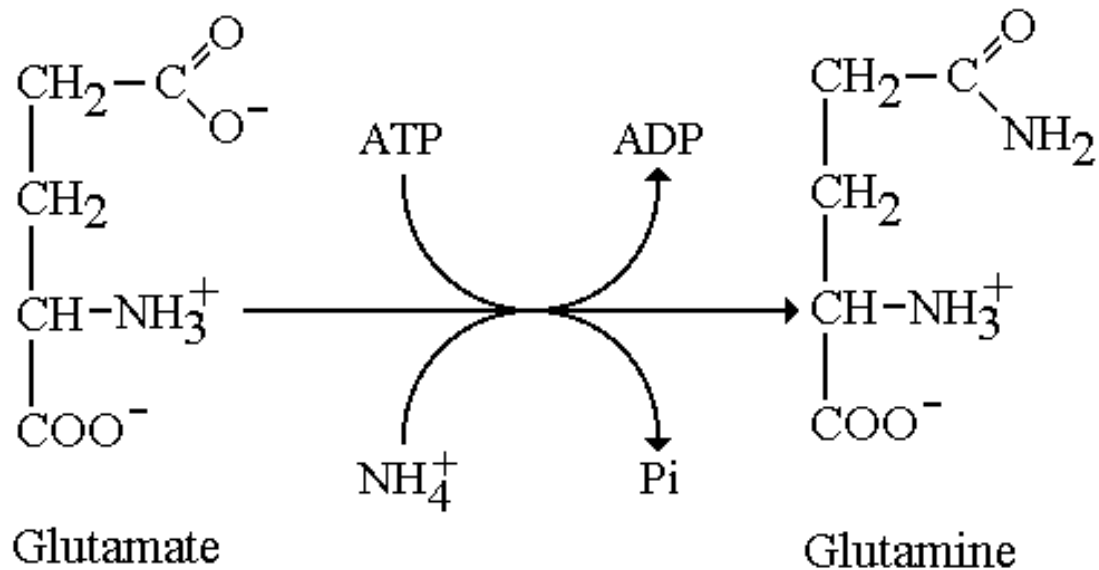 O
CH₂-C
O⁻
CH₂
CH-NH₃⁺
COO⁻
Glutamate
ATP
ADP
NH₄⁺
Pi
O
CH₂-C
NH₂
CH₂
CH-NH₃⁺
COO⁻
Glutamine